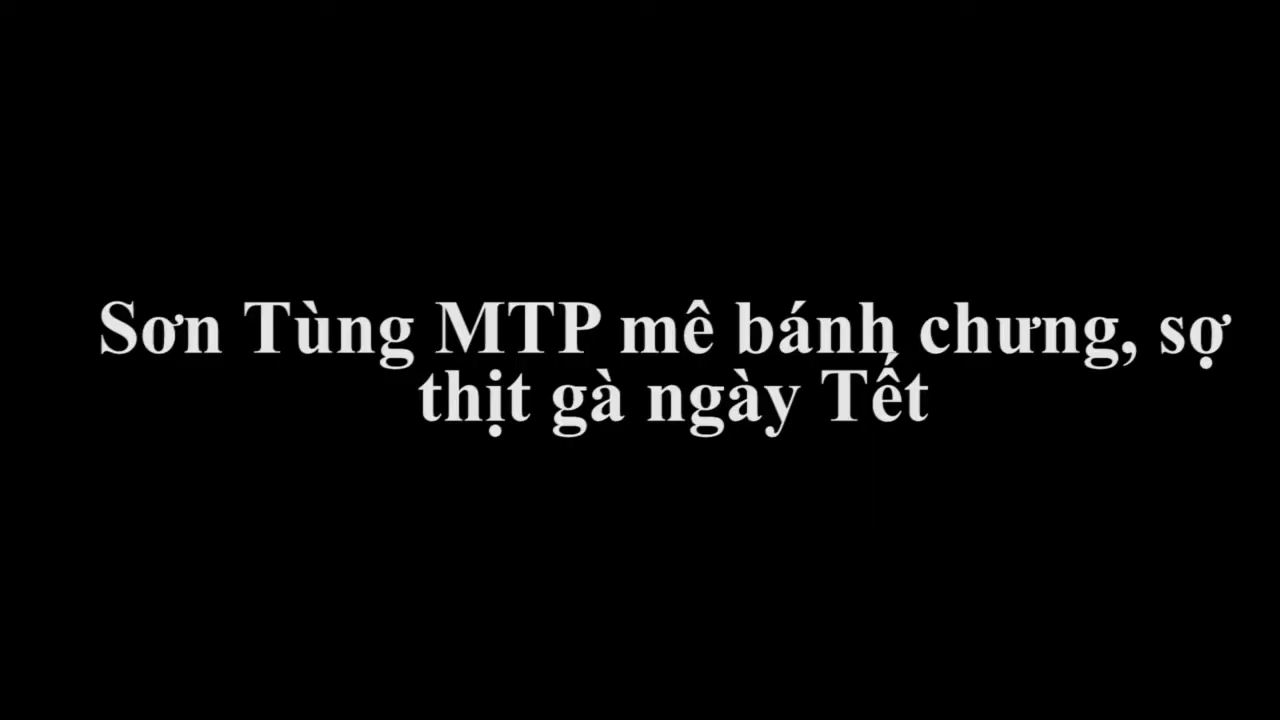 Sơn Tùng MTP mê bánh chưng, sợ
thịt gà ngày Tết